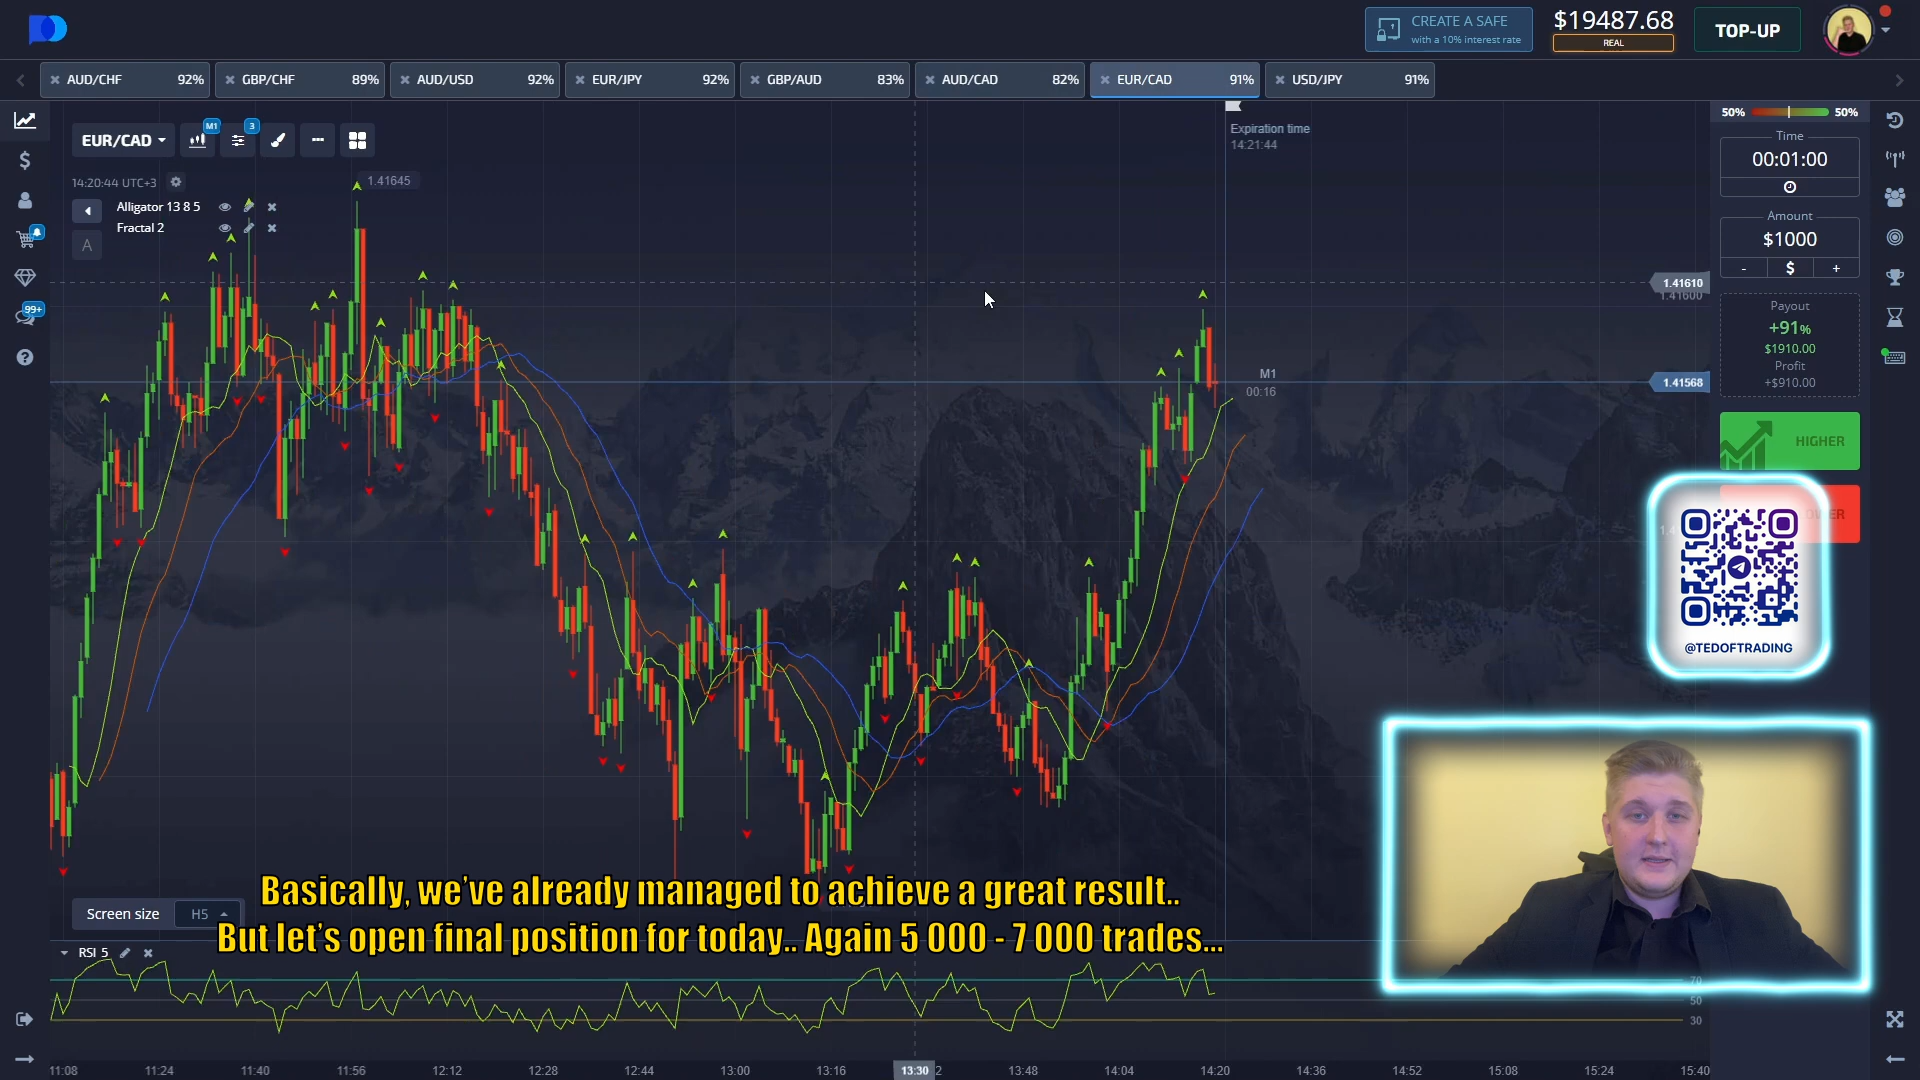 CREATE A SAFE
with a 10% interest rate
$19487.68
REAL
TOP-UP
AUD/CHF 92%
GBP/CHF 89%
AUD/USD 92%
EUR/JPY 92%
GBP/AUD 83%
AUD/CAD 82%
EUR/CAD 91%
USD/JPY 91%
EUR/CAD
M1
3
Expiration time
14:21:44
14:20:44 UTC+3
1.41645
Alligator 13 8 5
Fractal 2
A
99+
50% 50%
Time
00:01:00
Amount
$1000
- $ +
Payout
+91%
$1910.00
Profit
+$910.00
HIGHER
1.41610
1.41600
1.41568
M1
00:16
@TEDOFTRADING
Basically, we've already managed to achieve a great result..
But let's open final position for today.. Again 5 000 - 7 000 trades...
Screen size H5
RSI 5
70
50
30
11:08 11:24 11:40 11:56 12:12 12:28 12:44 13:00 13:16 13:30 13:48 14:04 14:20 14:36 14:52 15:08 15:24 15:40